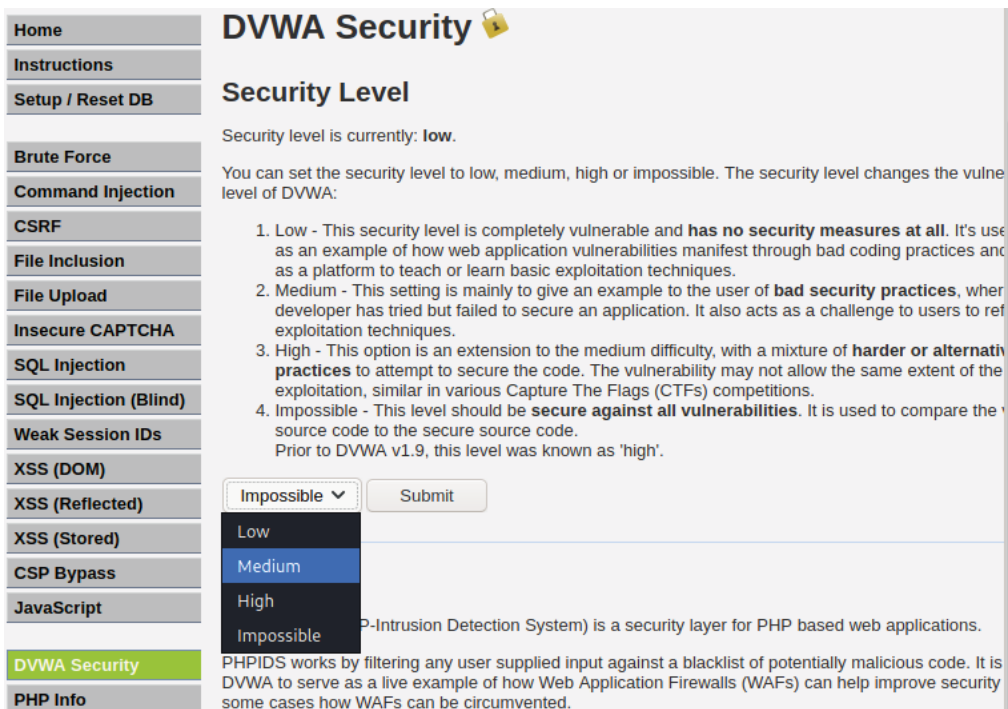 Home
Instructions
Setup / Reset DB
Brute Force
Command Injection
CSRF
File Inclusion
File Upload
Insecure CAPTCHA
SQL Injection
SQL Injection (Blind)
Weak Session IDs
XSS (DOM)
XSS (Reflected)
XSS (Stored)
CSP Bypass
JavaScript
DVWA Security
PHP Info
DVWA Security
Security Level
Security level is currently: low.
You can set the security level to low, medium, high or impossible. The security level changes the
level of DVWA:
1. Low - This security level is completely vulnerable and has no security measures at all. It's
as an example of how web application vulnerabilities manifest through bad coding practices
as a platform to teach or learn basic exploitation techniques.
2. Medium - This setting is mainly to give an example to the user of bad security practices,
developer has tried but failed to secure an application. It also acts as a challenge to users to
exploitation techniques.
3. High - This option is an extension to the medium difficulty, with a mixture of harder or
practices to attempt to secure the code. The vulnerability may not allow the same extent of the
exploitation, similar in various Capture The Flags (CTFs) competitions.
4. Impossible - This level should be secure against all vulnerabilities. It is used to compare the
source code to the secure source code.
Prior to DVWA v1.9, this level was known as 'high'.
Impossible Submit
Low
Medium
High
Impossible
P-Intrusion Detection System) is a security layer for PHP based web applications.
PHPIDS works by filtering any user supplied input against a blacklist of potentially malicious code. It is
DVWA to serve as a live example of how Web Application Firewalls (WAFs) can help improve security
some cases how WAFs can be circumvented.